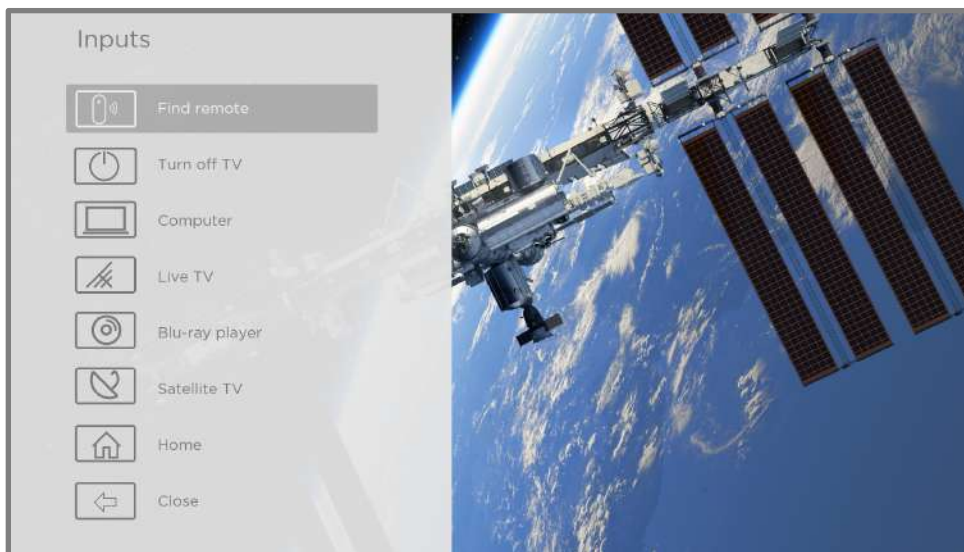 Inputs
Find remote
Turn off TV
Computer
Live TV
Blu-ray player
Satellite TV
Home
Close